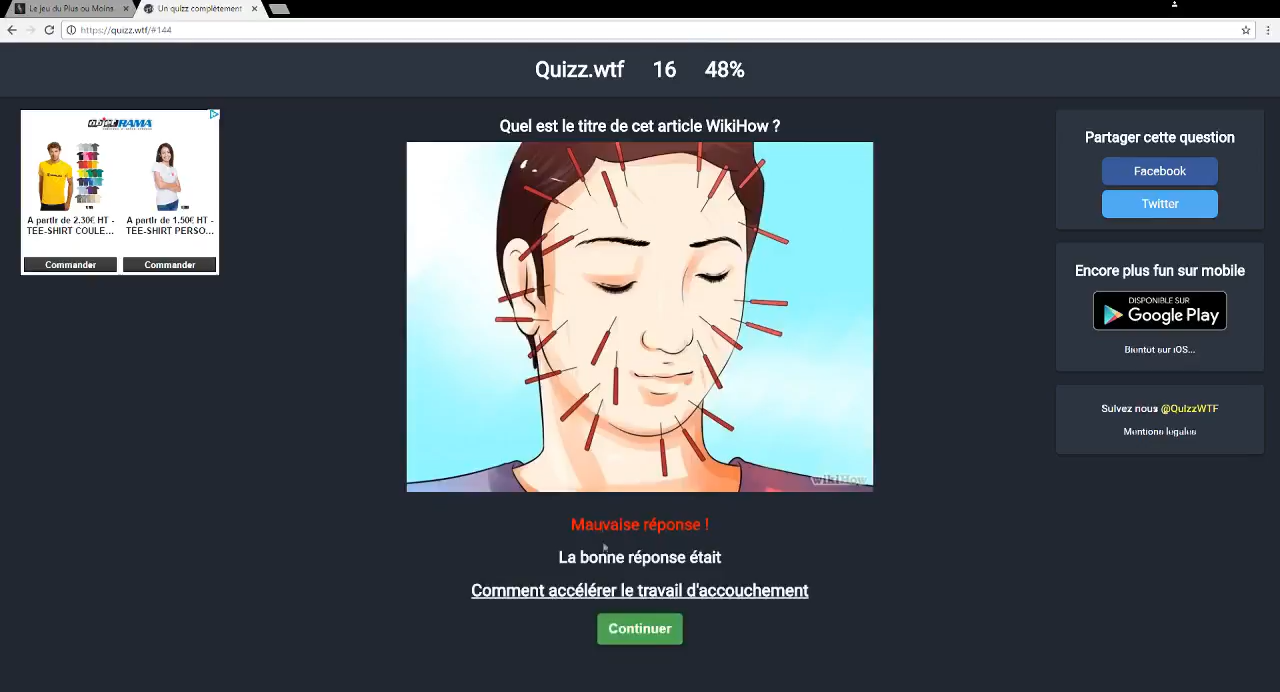 Le jeu du Plus ou Moins
Un quizz complètement
https://quizz.wtf/#144
Quizz.wtf 16 48%
RAMA
A partir de 2.30€ HT - TEE-SHIRT COULE...
Commander
A partir de 1.50€ HT - TEE-SHIRT PERSO...
Commander
Quel est le titre de cet article WikiHow ?
wikiHow
Mauvaise réponse !
La bonne réponse était
Comment accélérer le travail d'accouchement
Continuer
Partager cette question
Facebook
Twitter
Encore plus fun sur mobile
DISPONIBLE SUR
Google Play
Bientôt sur iOS...
Suivez nous @QuizzWTF
Mentions légales